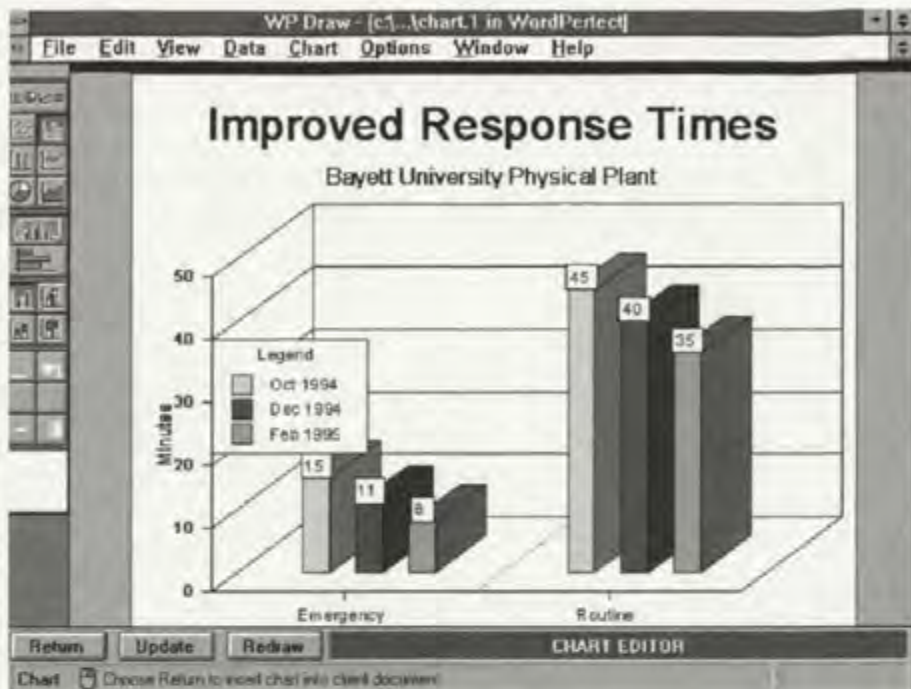 WP Draw - [c:\...\chart.1 in WordPerfect]
File Edit View Data Chart Options Window Help
Improved Response Times
Bayett University Physical Plant
50
40
30
20
10
0
Minutes
Legend
Oct 1994
Dec 1994
Feb 1995
15
11
8
45
40
35
Emergency
Routine
Return Update Redraw CHART EDITOR
Chart Choose Return to insert chart into client document